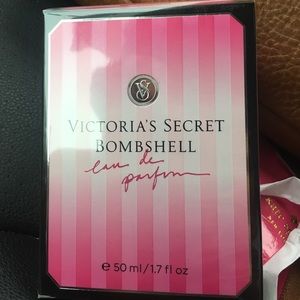 VS
VICTORIA'S SECRET
BOMBSHELL
eau de
parfum
℮ 50 ml/1.7 fl oz